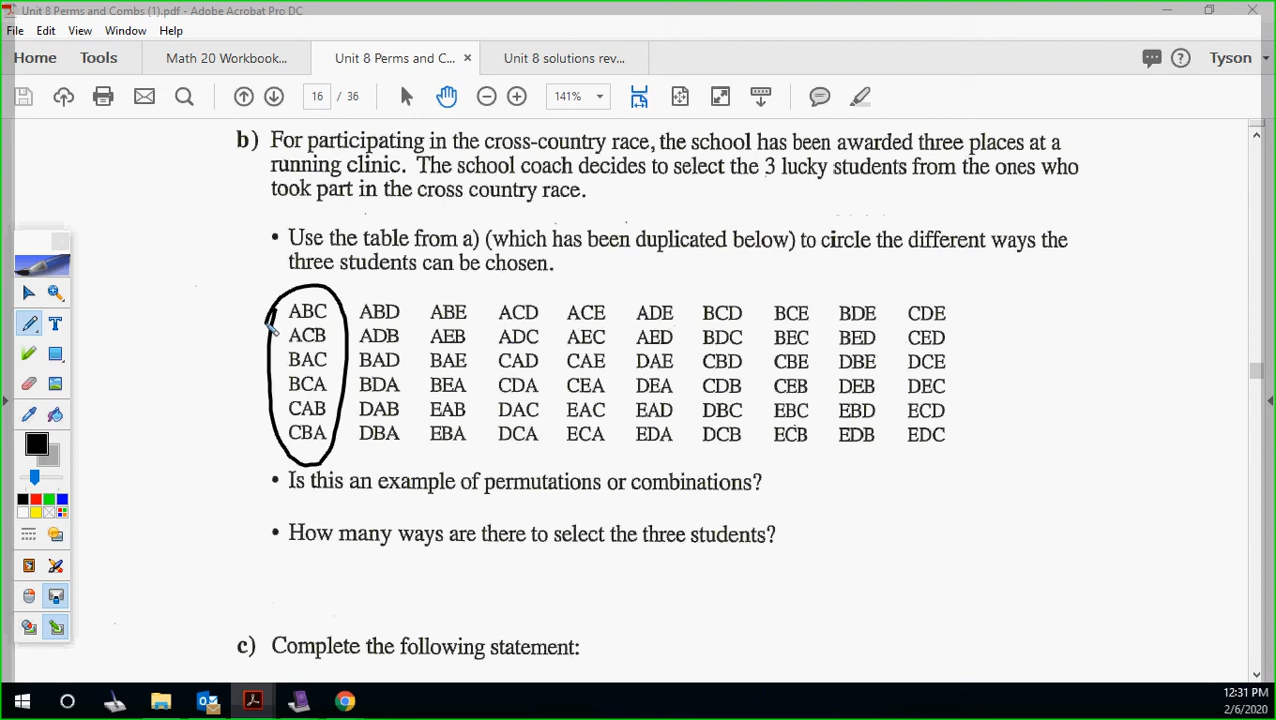 Unit 8 Perms and Combs (1).pdf - Adobe Acrobat Pro DC
File Edit View Window Help
Home Tools Math 20 Workbook... Unit 8 Perms and C... × Unit 8 solutions rev... Tyson
16 / 36 141%
b) For participating in the cross-country race, the school has been awarded three places at a
running clinic. The school coach decides to select the 3 lucky students from the ones who
took part in the cross country race.
• Use the table from a) (which has been duplicated below) to circle the different ways the
three students can be chosen.
ABC ABD ABE ACD ACE ADE BCD BCE BDE CDE
ACB ADB AEB ADC AEC AED BDC BEC BED CED
BAC BAD BAE CAD CAE DAE CBD CBE DBE DCE
BCA BDA BEA CDA CEA DEA CDB CEB DEB DEC
CAB DAB EAB DAC EAC EAD DBC EBC EBD ECD
CBA DBA EBA DCA ECA EDA DCB ECB EDB EDC
• Is this an example of permutations or combinations?
• How many ways are there to select the three students?
c) Complete the following statement:
12:31 PM
2/6/2020